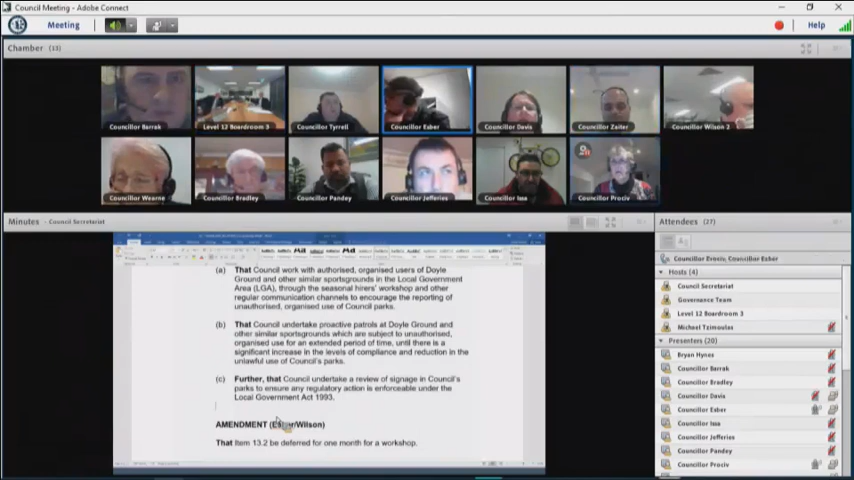 Council Meeting - Adobe Connect
Meeting
Help
Chamber (13)
Councillor Barrak
Level 12 Boardroom 3
Councillor Tyrrell
Councillor Esber
Councillor Davis
Councillor Zaiter
Councillor Wilson 2
Councillor Wearne
Councillor Bradley
Councillor Pandey
Councillor Jefferies
Councillor Issa
Councillor Prociv
Minutes - Council Secretariat
(a) That Council work with authorised, organised users of Doyle
Ground and other similar sportsgrounds in the Local Government
Area (LGA), through the seasonal hirers' workshop and other
regular communication channels to encourage the reporting of
unauthorised, organised use of Council parks.
(b) That Council undertake proactive patrols at Doyle Ground and
other similar sportsgrounds which are subject to unauthorised,
organised use for an extended period of time, until there is a
significant increase in the levels of compliance and reduction in the
unlawful use of Council's parks.
(c) Further, that Council undertake a review of signage in Council's
parks to ensure any regulatory action is enforceable under the
Local Government Act 1993.
AMENDMENT (Esber/Wilson)
That Item 13.2 be deferred for one month for a workshop.
Attendees (27)
Councillor Prociv, Councillor Esber
Hosts (4)
Council Secretariat
Governance Team
Level 12 Boardroom 3
Michael Tzimoulas
Presenters (20)
Bryan Hynes
Councillor Barrak
Councillor Bradley
Councillor Davis
Councillor Esber
Councillor Issa
Councillor Jefferies
Councillor Pandey
Councillor Prociv